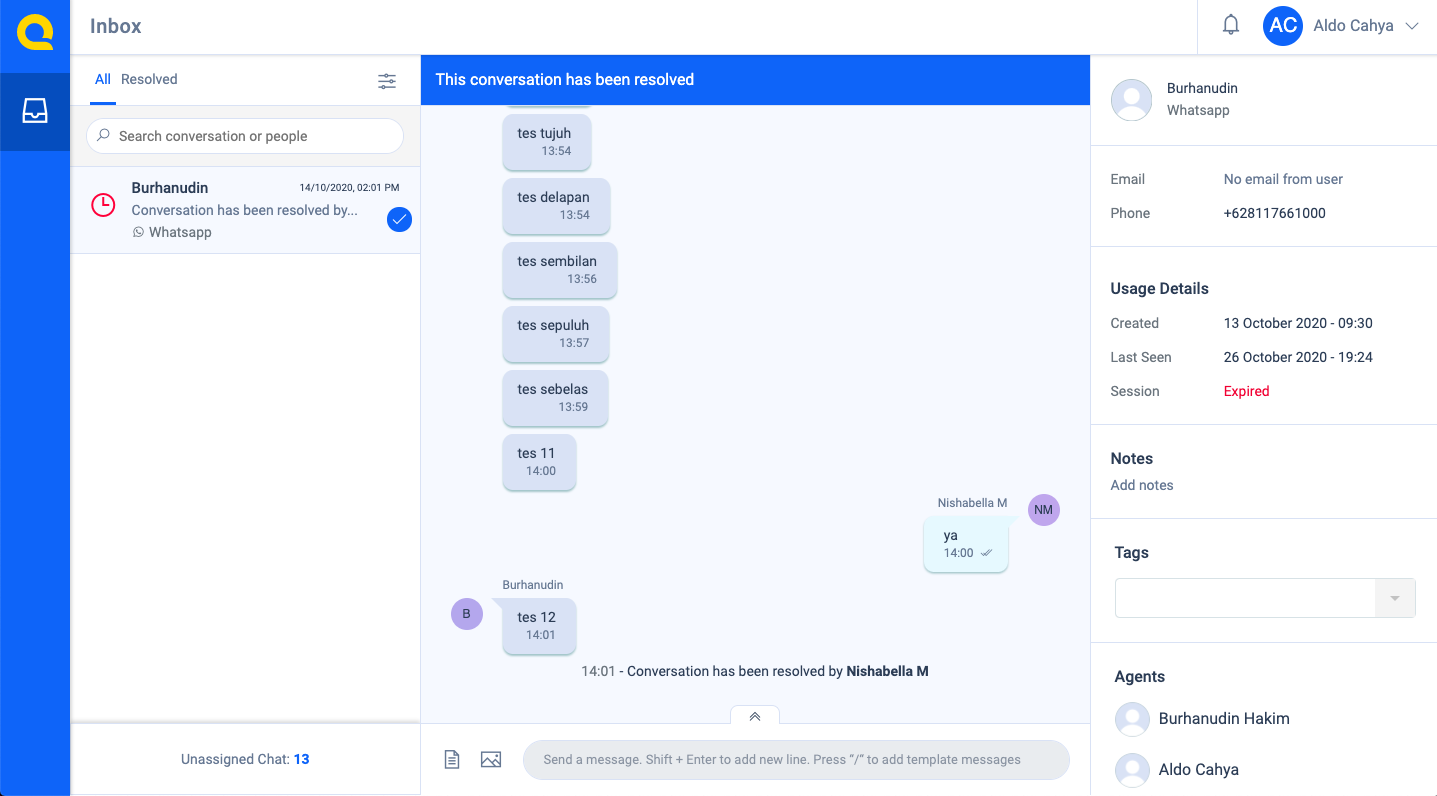 Inbox
AC Aldo Cahya
All Resolved
Search conversation or people
Burhanudin 14/10/2020, 02:01 PM
Conversation has been resolved by...
Whatsapp
Unassigned Chat: 13
This conversation has been resolved
tes tujuh
13:54
tes delapan
13:54
tes sembilan
13:56
tes sepuluh
13:57
tes sebelas
13:59
tes 11
14:00
Nishabella M
NM
ya
14:00
Burhanudin
B
tes 12
14:01
14:01 - Conversation has been resolved by Nishabella M
Send a message. Shift + Enter to add new line. Press “/“ to add template messages
Burhanudin
Whatsapp
Email No email from user
Phone +628117661000
Usage Details
Created 13 October 2020 - 09:30
Last Seen 26 October 2020 - 19:24
Session Expired
Notes
Add notes
Tags
Agents
Burhanudin Hakim
Aldo Cahya